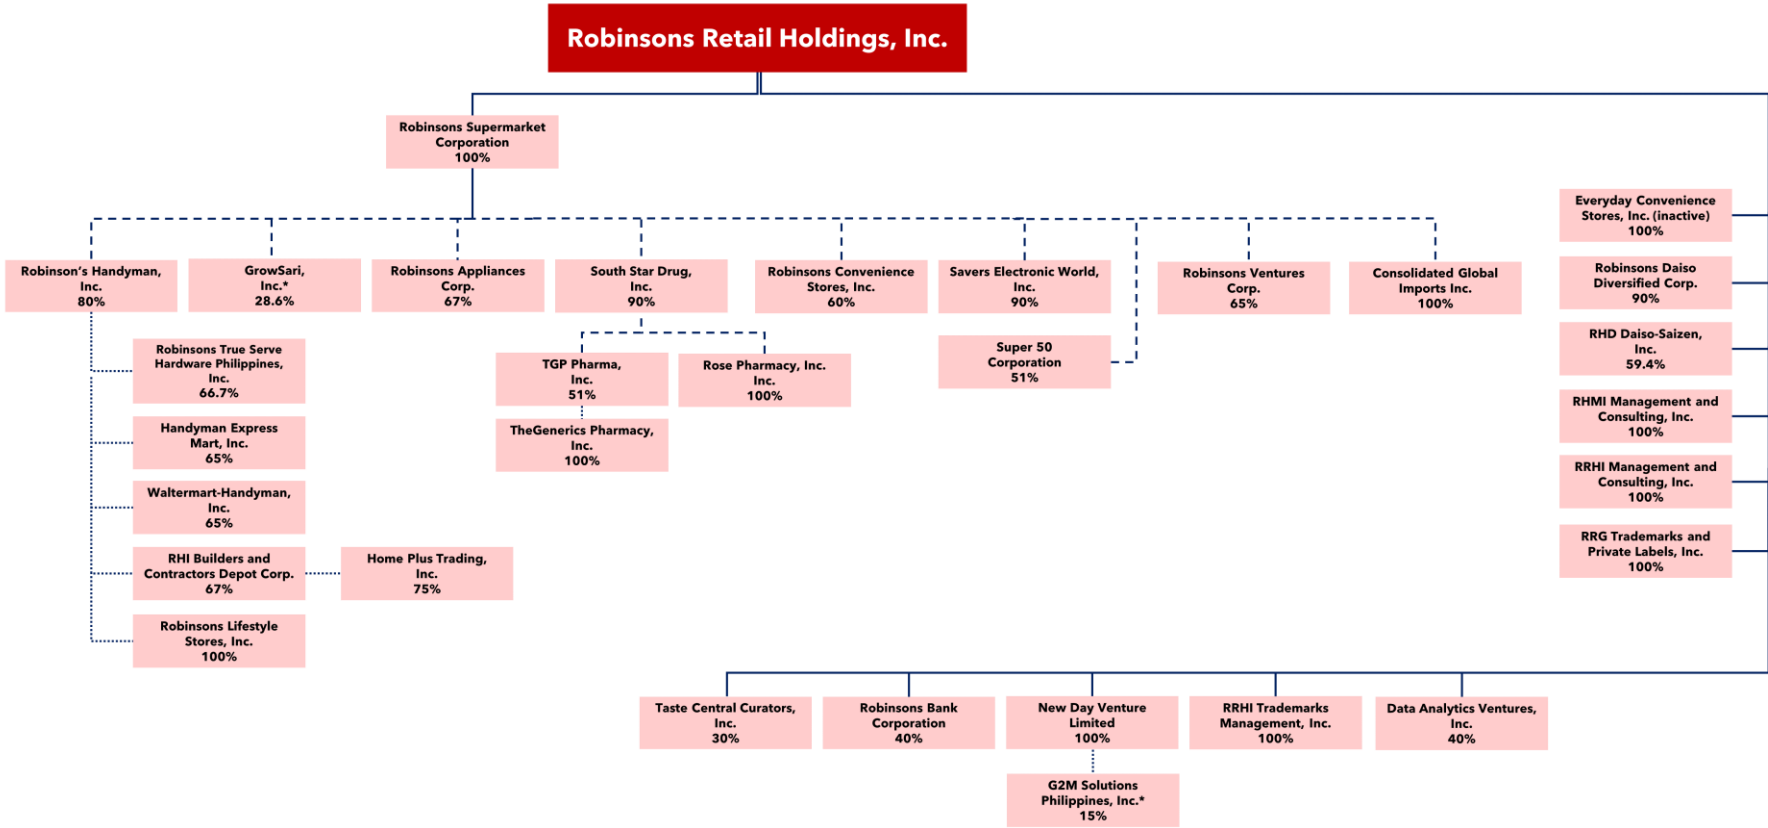 Robinsons Retail Holdings, Inc.
Robinsons Supermarket
Corporation
100%
Robinson's Handyman,
Inc.
80%
GrowSari,
Inc.*
28.6%
Robinsons Appliances
Corp.
67%
South Star Drug,
Inc.
90%
Robinsons Convenience
Stores, Inc.
60%
Savers Electronic World,
Inc.
90%
Robinsons Ventures
Corp.
65%
Consolidated Global
Imports Inc.
100%
Robinsons True Serve
Hardware Philippines,
Inc.
66.7%
Handyman Express
Mart, Inc.
65%
Waltermart-Handyman,
Inc.
65%
RHI Builders and
Contractors Depot Corp.
67%
Home Plus Trading,
Inc.
75%
Robinsons Lifestyle
Stores, Inc.
100%
TGP Pharma,
Inc.
51%
Rose Pharmacy, Inc.
Inc.
100%
TheGenerics Pharmacy,
Inc.
100%
Super 50
Corporation
51%
Everyday Convenience
Stores, Inc. (inactive)
100%
Robinsons Daiso
Diversified Corp.
90%
RHD Daiso-Saizen,
Inc.
59.4%
RHMI Management and
Consulting, Inc.
100%
RRHI Management and
Consulting, Inc.
100%
RRG Trademarks and
Private Labels, Inc.
100%
Taste Central Curators,
Inc.
30%
Robinsons Bank
Corporation
40%
New Day Venture
Limited
100%
RRHI Trademarks
Management, Inc.
100%
Data Analytics Ventures,
Inc.
40%
G2M Solutions
Philippines, Inc.*
15%